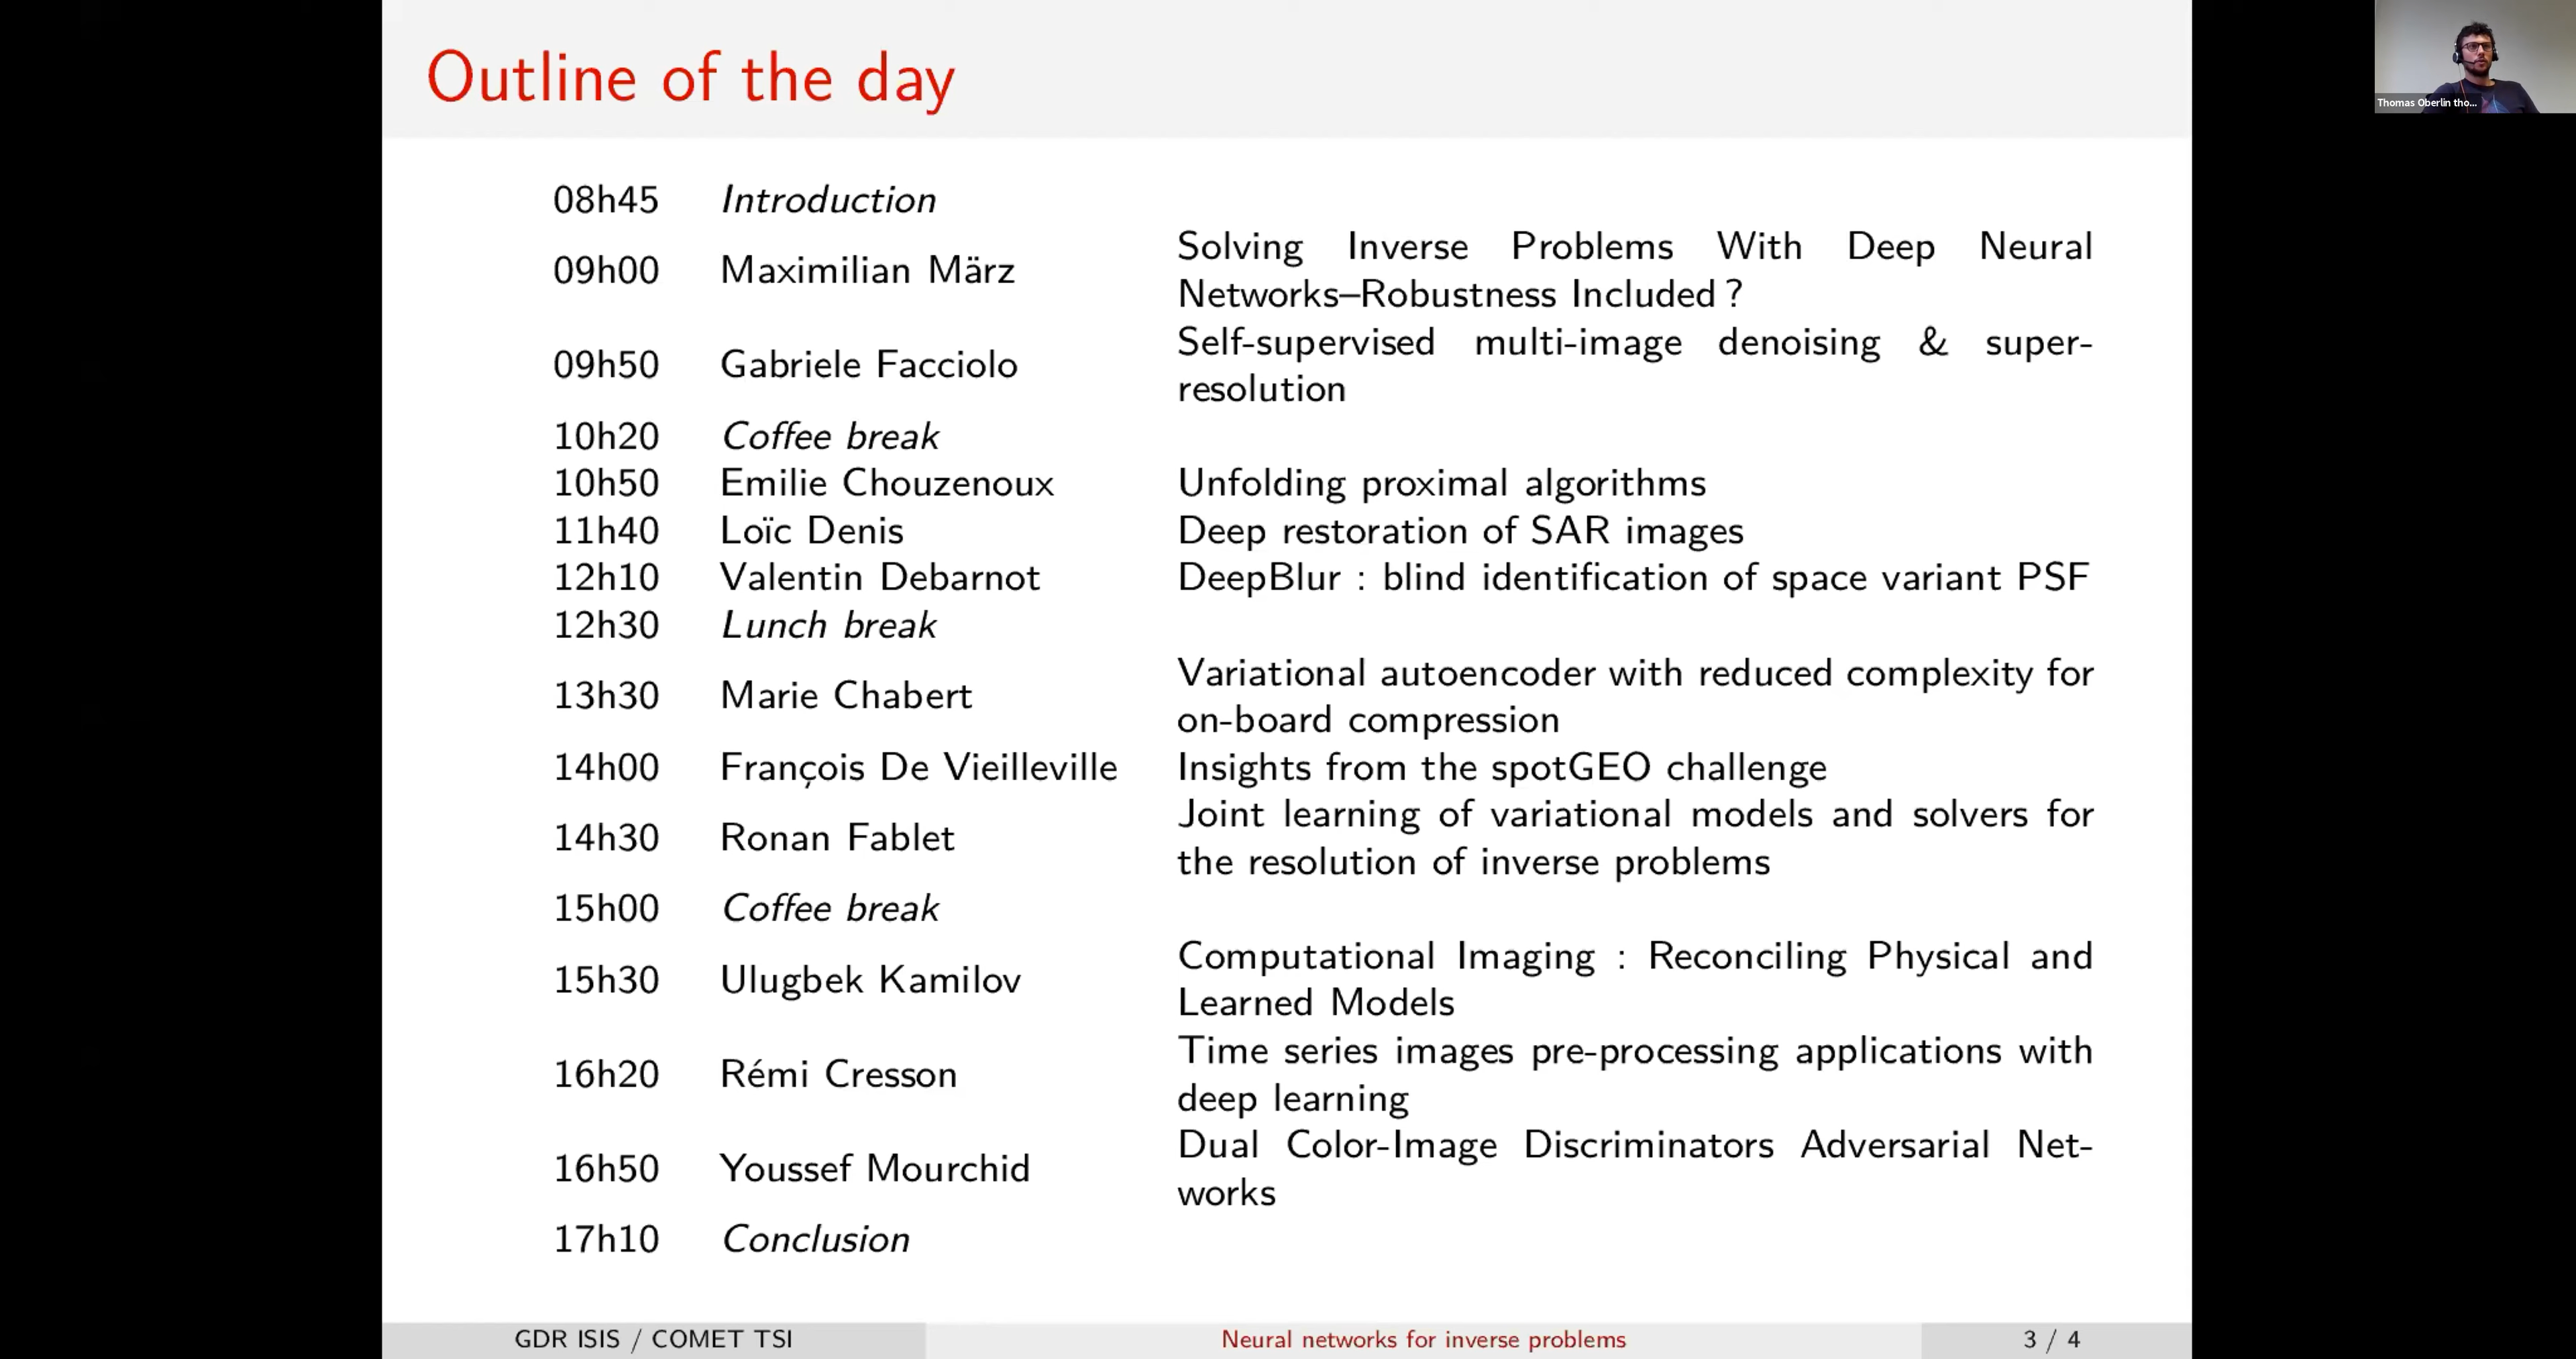 Outline of the day
Thomas Oberlin tho...
08h45 Introduction
09h00 Maximilian März Solving Inverse Problems With Deep Neural
Networks–Robustness Included ?
09h50 Gabriele Facciolo Self-supervised multi-image denoising & super-
resolution
10h20 Coffee break
10h50 Emilie Chouzenoux Unfolding proximal algorithms
11h40 Loïc Denis Deep restoration of SAR images
12h10 Valentin Debarnot DeepBlur : blind identification of space variant PSF
12h30 Lunch break
13h30 Marie Chabert Variational autoencoder with reduced complexity for
on-board compression
14h00 François De Vieilleville Insights from the spotGEO challenge
14h30 Ronan Fablet Joint learning of variational models and solvers for
the resolution of inverse problems
15h00 Coffee break
15h30 Ulugbek Kamilov Computational Imaging : Reconciling Physical and
Learned Models
16h20 Rémi Cresson Time series images pre-processing applications with
deep learning
16h50 Youssef Mourchid Dual Color-Image Discriminators Adversarial Net-
works
17h10 Conclusion
GDR ISIS / COMET TSI Neural networks for inverse problems 3 / 4